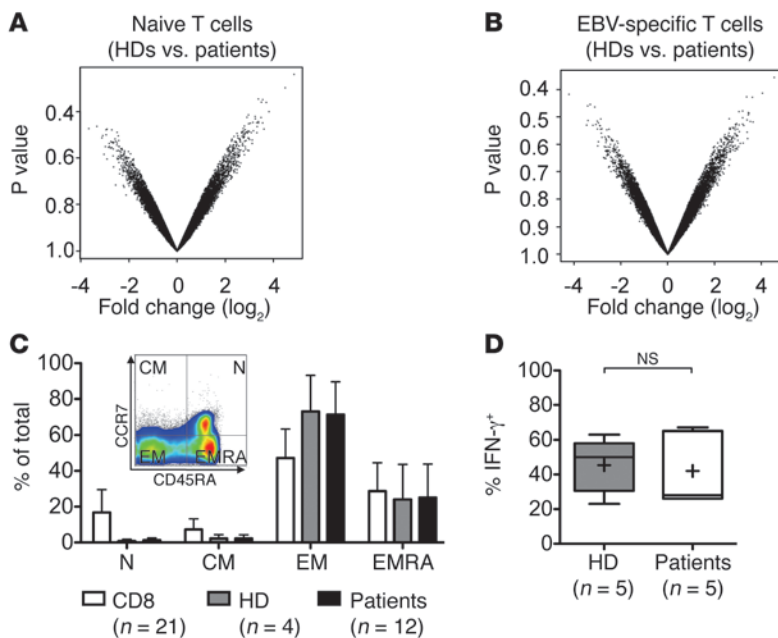 A
Naive T cells
(HDs vs. patients)
P value
0.4
0.6
0.8
1.0
-4 -2 0 2 4
Fold change (log2)
B
EBV-specific T cells
(HDs vs. patients)
P value
0.4
0.5
0.6
0.7
0.8
0.9
1.0
-4 -2 0 2 4
Fold change (log2)
C
% of total
100
80
60
40
20
0
CM N
EM EMRA
CCR7
CD45RA
N CM EM EMRA
CD8 HD Patients
(n = 21) (n = 4) (n = 12)
D
NS
% IFN-γ+
100
80
60
40
20
0
HD Patients
(n = 5) (n = 5)